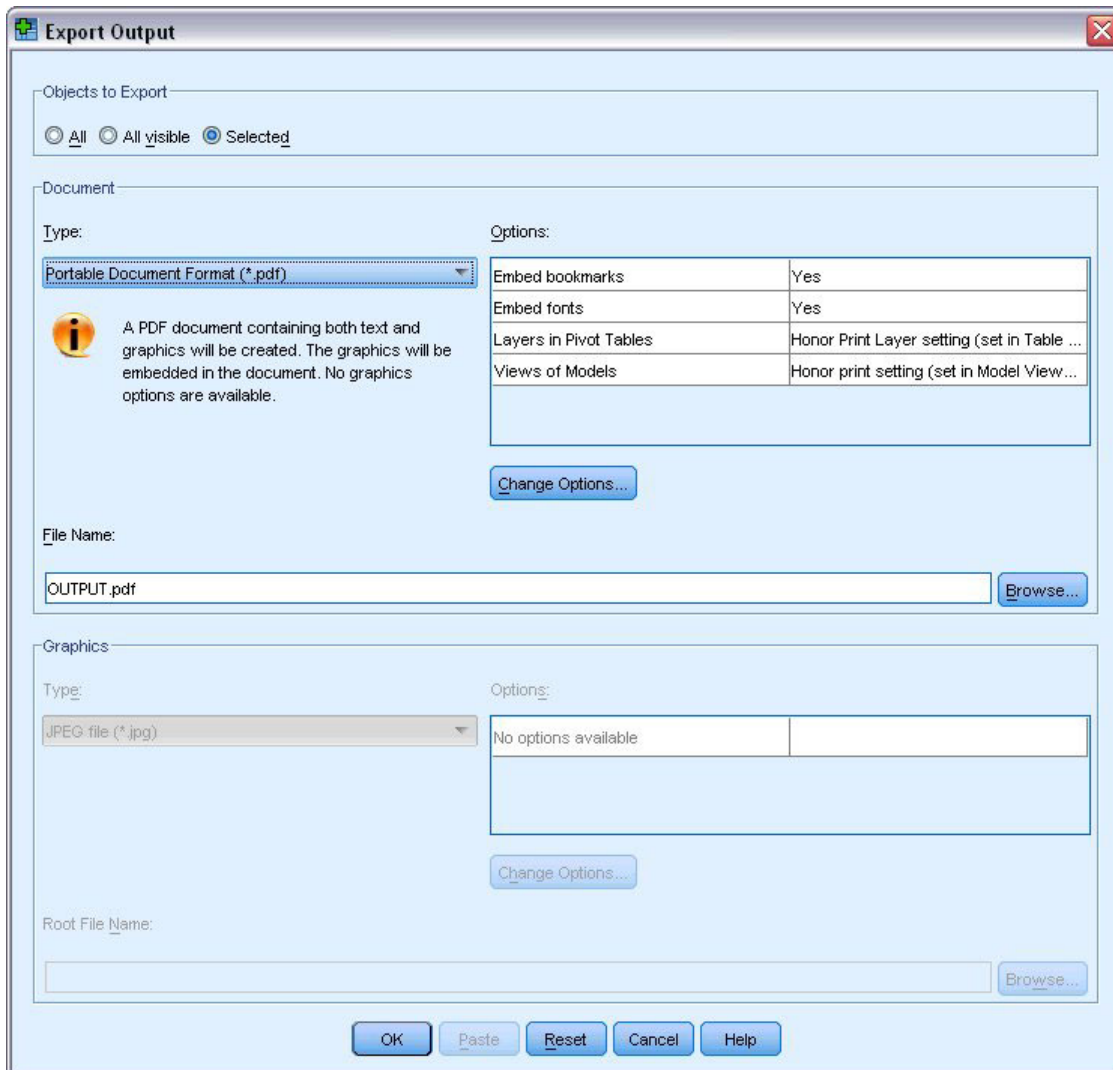 Export Output
Objects to Export
All All visible Selected
Document
Type:
Options:
Portable Document Format (*.pdf)
A PDF document containing both text and
graphics will be created. The graphics will be
embedded in the document. No graphics
options are available.
Embed bookmarks Yes
Embed fonts Yes
Layers in Pivot Tables Honor Print Layer setting (set in Table ...
Views of Models Honor print setting (set in Model View...
Change Options...
File Name:
OUTPUT.pdf
Browse...
Graphics
Type:
Options:
JPEG file (*.jpg)
No options available
Change Options...
Root File Name:
Browse...
OK Paste Reset Cancel Help